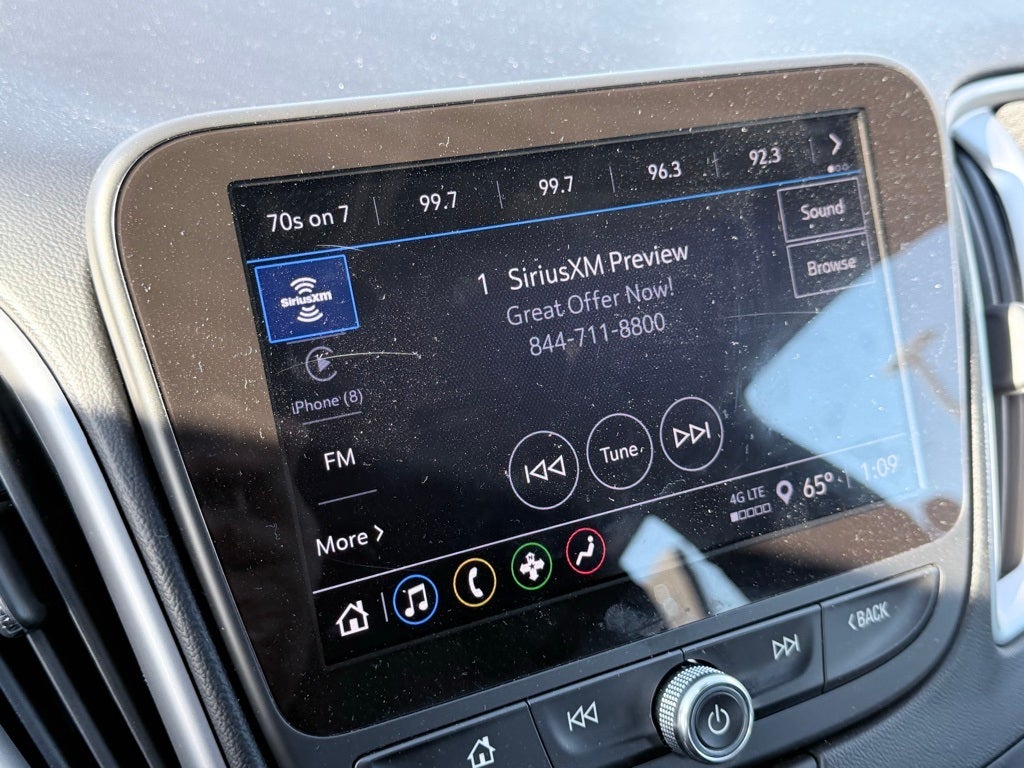 70s on 7 99.7 99.7 96.3 92.3
Sound
SiriusXM
1 SiriusXM Preview
Browse
Great Offer Now!
844-711-8800
iPhone (8)
FM
Tune
More
4G LTE 65° 1:09
BACK